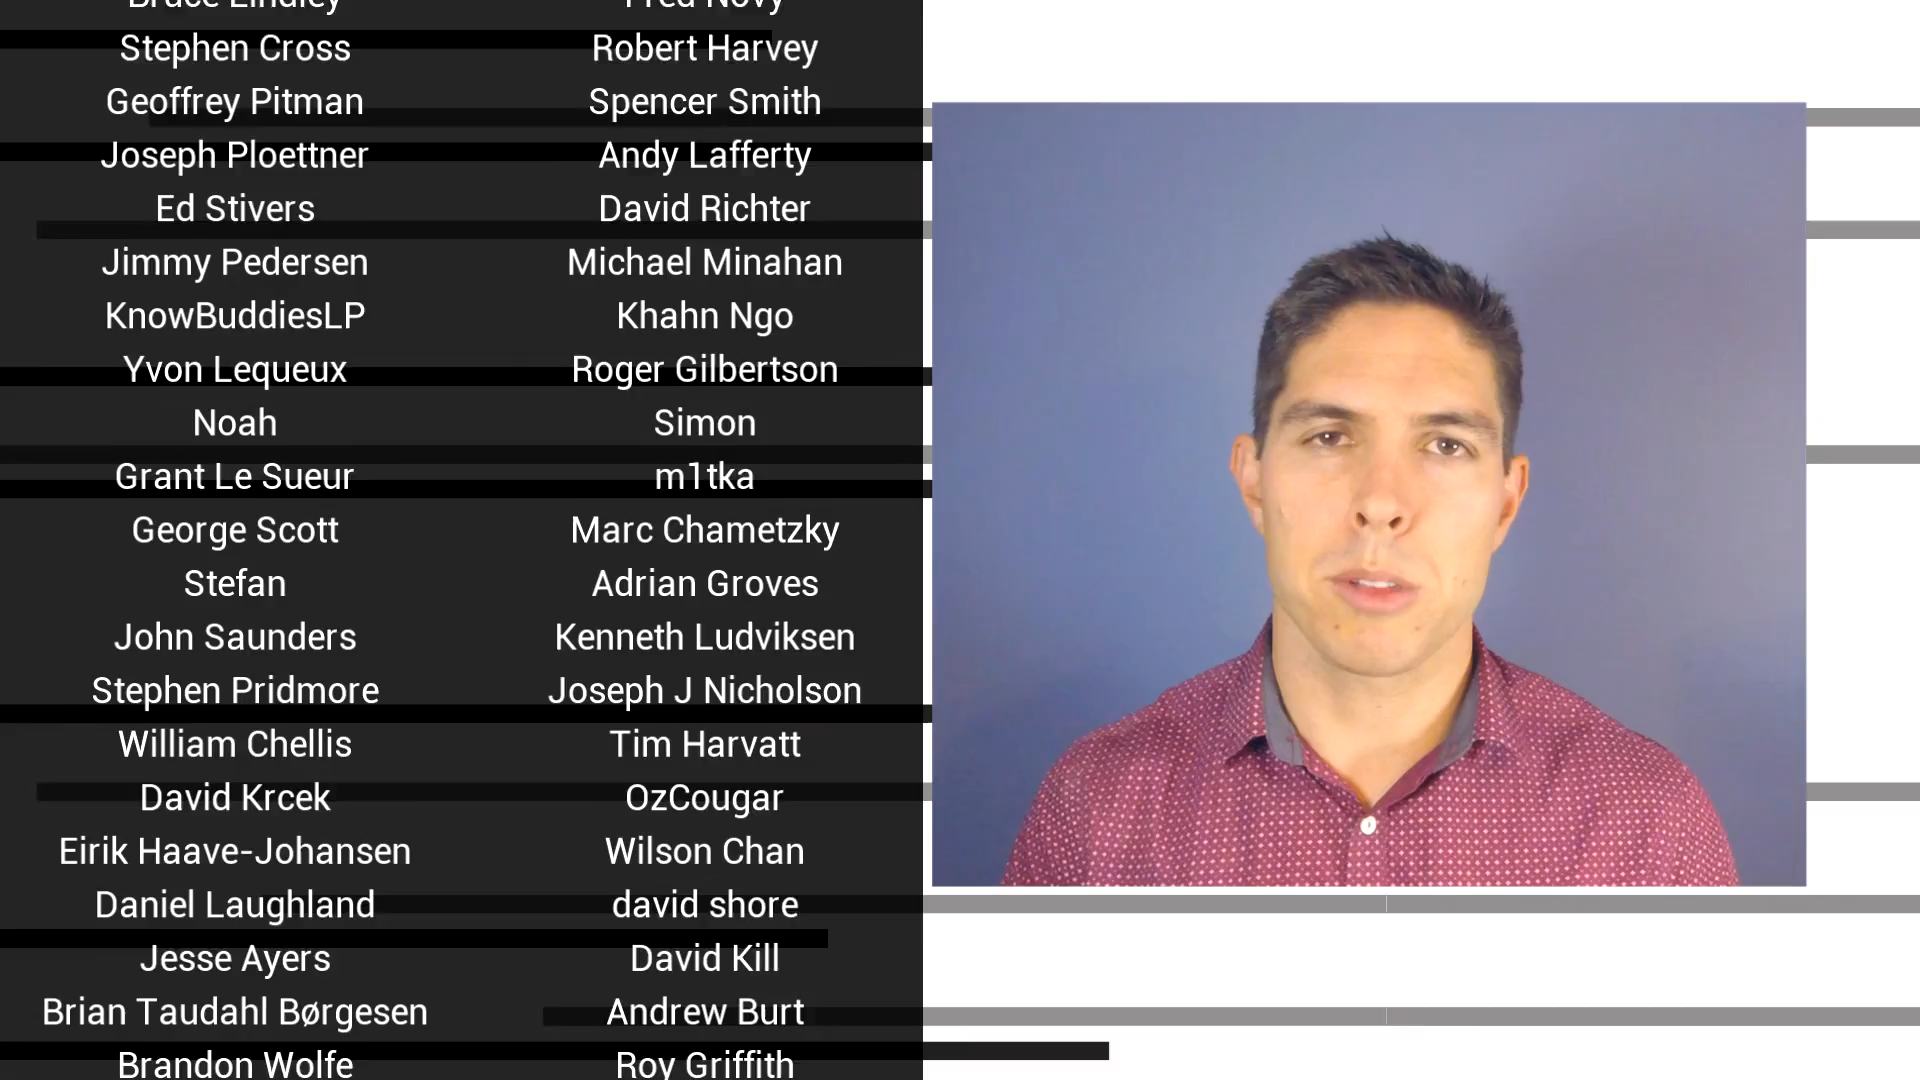 Bruce Lindley Fred Novy
Stephen Cross Robert Harvey
Geoffrey Pitman Spencer Smith
Joseph Ploettner Andy Lafferty
Ed Stivers David Richter
Jimmy Pedersen Michael Minahan
KnowBuddiesLP Khahn Ngo
Yvon Lequeux Roger Gilbertson
Noah Simon
Grant Le Sueur m1tka
George Scott Marc Chametzky
Stefan Adrian Groves
John Saunders Kenneth Ludviksen
Stephen Pridmore Joseph J Nicholson
William Chellis Tim Harvatt
David Krcek OzCougar
Eirik Haave-Johansen Wilson Chan
Daniel Laughland david shore
Jesse Ayers David Kill
Brian Taudahl Børgesen Andrew Burt
Brandon Wolfe Roy Griffith